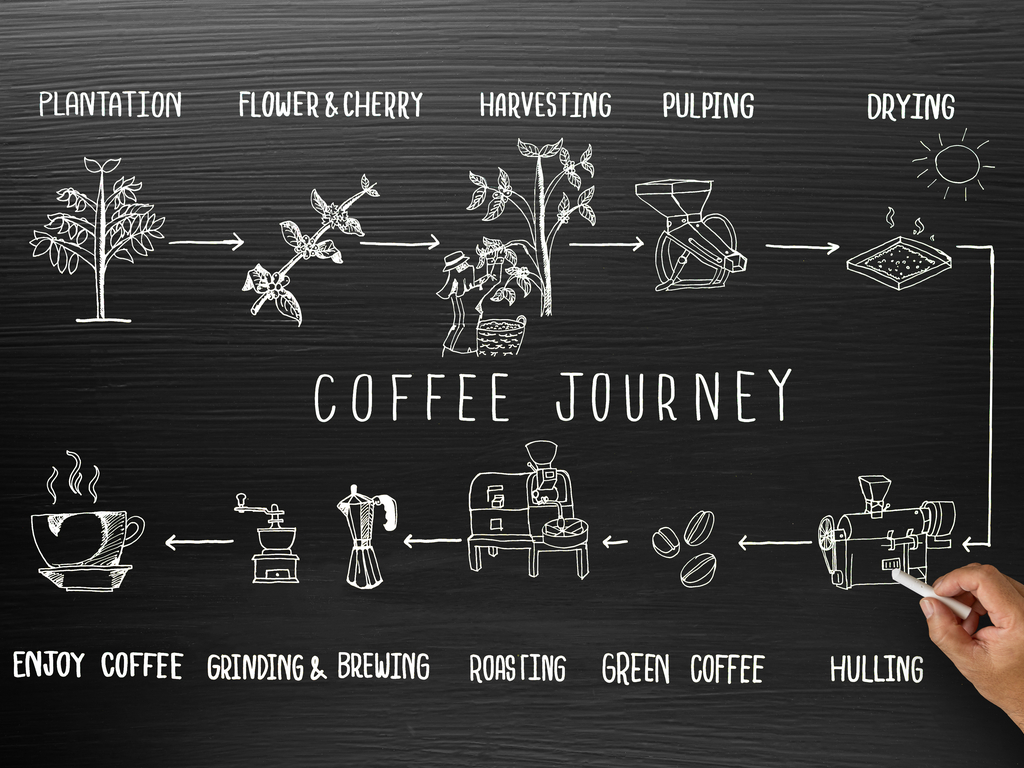 PLANTATION FLOWER & CHERRY HARVESTING PULPING DRYING
COFFEE JOURNEY
ENJOY COFFEE GRINDING & BREWING ROASTING GREEN COFFEE HULLING